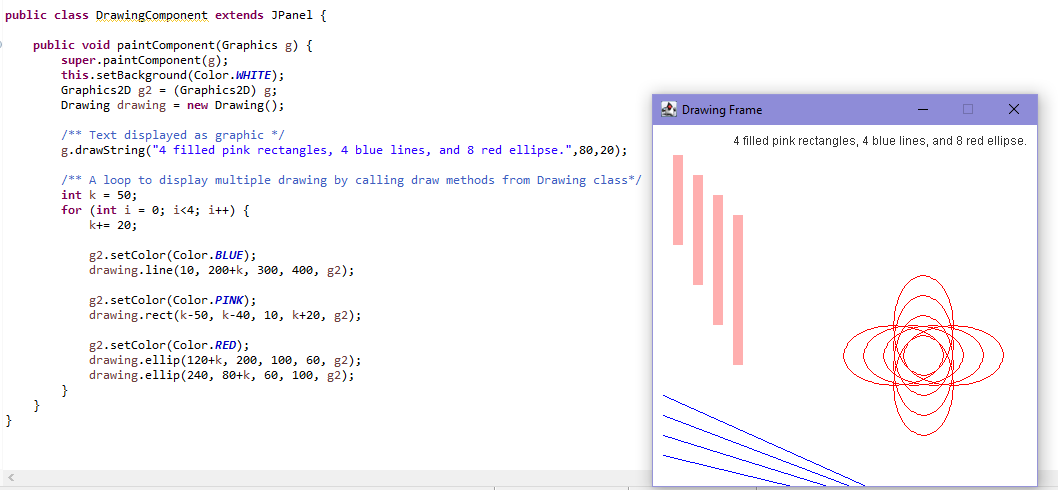 public class DrawingComponent extends JPanel {
public void paintComponent(Graphics g) {
super.paintComponent(g);
this.setBackground(Color.WHITE);
Graphics2D g2 = (Graphics2D) g;
Drawing drawing = new Drawing();
/** Text displayed as graphic */
g.drawString("4 filled pink rectangles, 4 blue lines, and 8 red ellipse.",80,20);
/** A loop to display multiple drawing by calling draw methods from Drawing class*/
int k = 50;
for (int i = 0; i<4; i++) {
k+= 20;
g2.setColor(Color.BLUE);
drawing.line(10, 200+k, 300, 400, g2);
g2.setColor(Color.PINK);
drawing.rect(k-50, k-40, 10, k+20, g2);
g2.setColor(Color.RED);
drawing.ellip(120+k, 200, 100, 60, g2);
drawing.ellip(240, 80+k, 60, 100, g2);
}
}
}
Drawing Frame
4 filled pink rectangles, 4 blue lines, and 8 red ellipse.